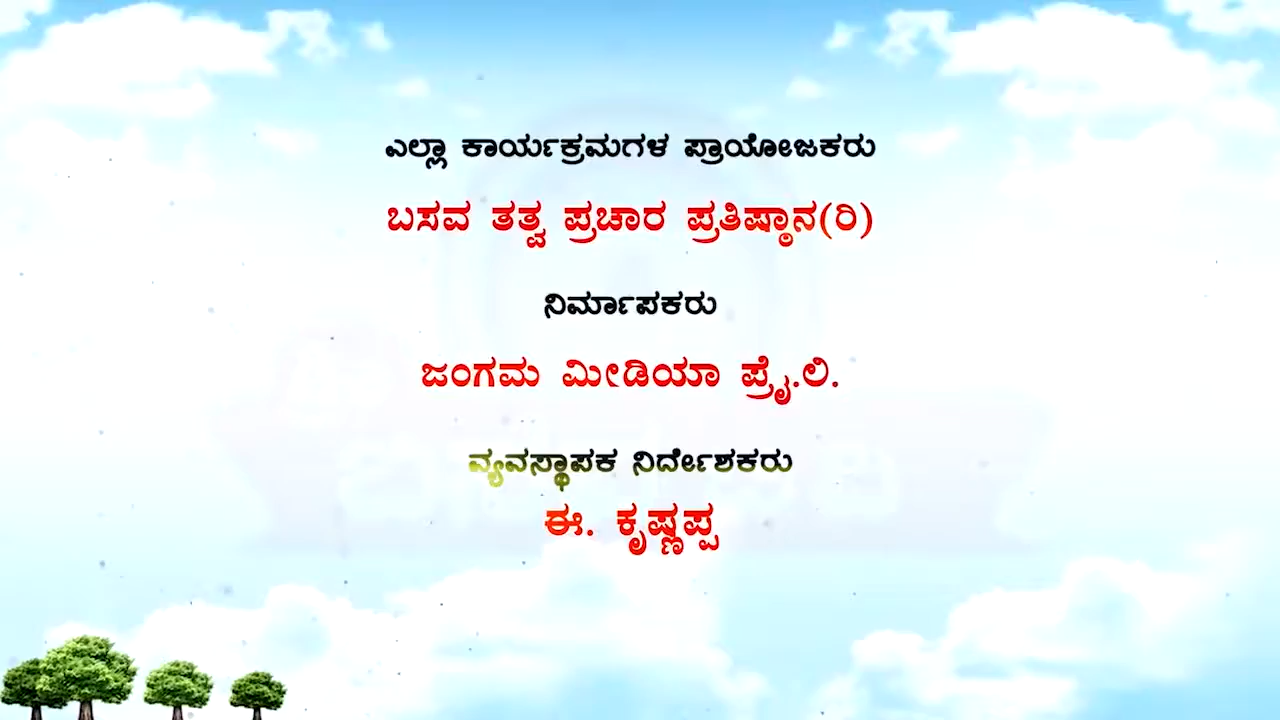 ಎಲ್ಲಾ ಕಾರ್ಯಕ್ರಮಗಳ ಪ್ರಾಯೋಜಕರು
ಬಸವ ತತ್ವ ಪ್ರಚಾರ ಪ್ರತಿಷ್ಠಾನ(ರಿ)
ನಿರ್ಮಾಪಕರು
ಜಂಗಮ ಮೀಡಿಯಾ ಪ್ರೈ.ಲಿ.
ವ್ಯವಸ್ಥಾಪಕ ನಿರ್ದೇಶಕರು
ಈ. ಕೃಷ್ಣಪ್ಪ